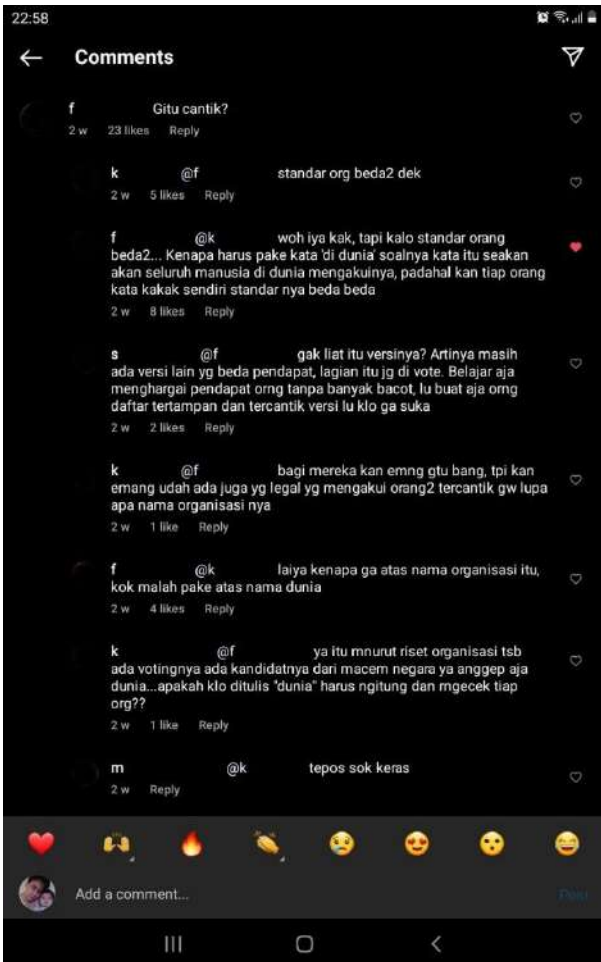 22:58
Comments
f Gitu cantik?
2 w 23 likes Reply
k @f standar org beda2 dek
2 w 5 likes Reply
f @k woh iya kak, tapi kalo standar orang
beda2... Kenapa harus pake kata 'di dunia' soalnya kata itu seakan
akan seluruh manusia di dunia mengakuinya, padahal kan tiap orang
kata kakak sendiri standar nya beda beda
2 w 8 likes Reply
s @f gak liat itu versinya? Artinya masih
ada versi lain yg beda pendapat, lagian itu jg di vote. Belajar aja
menghargai pendapat orng tanpa banyak bacot, lu buat aja orng
daftar tertampan dan tercantik versi lu klo ga suka
2 w 2 likes Reply
k @f bagi mereka kan emng gtu bang, tpi kan
emang udah ada juga yg legal yg mengakui orang2 tercantik gw lupa
apa nama organisasi nya
2 w 1 like Reply
f @k laiya kenapa ga atas nama organisasi itu,
kok malah pake atas nama dunia
2 w 4 likes Reply
k @f ya itu mnurut riset organisasi tsb
ada votingnya ada kandidatnya dari macem negara ya anggep aja
dunia...apakah klo ditulis "dunia" harus ngitung dan mgecek tiap
org??
2 w 1 like Reply
m @k tepos sok keras
2 w Reply
Add a comment...
Post